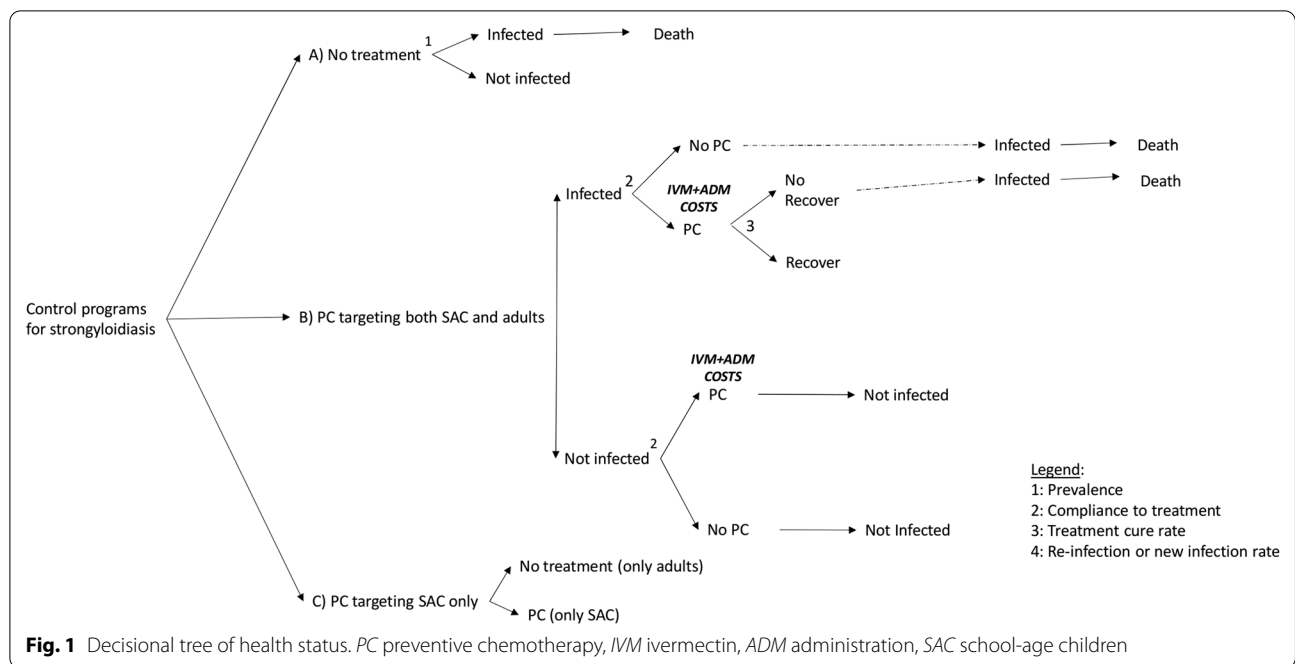 1
Infected
Death
A) No treatment
Not infected
No PC
Infected
Death
Infected
2
IVM+ADM
COSTS
No
Recover
Infected
Death
PC
3
Recover
Control programs
for strongyloidiasis
B) PC targeting both SAC and adults
IVM+ADM
COSTS
PC
Not infected
Not infected
2
No PC
Not Infected
Legend:
1: Prevalence
2: Compliance to treatment
3: Treatment cure rate
4: Re-infection or new infection rate
No treatment (only adults)
C) PC targeting SAC only
PC (only SAC)
Fig. 1 Decisional tree of health status. PC preventive chemotherapy, IVM ivermectin, ADM administration, SAC school-age children